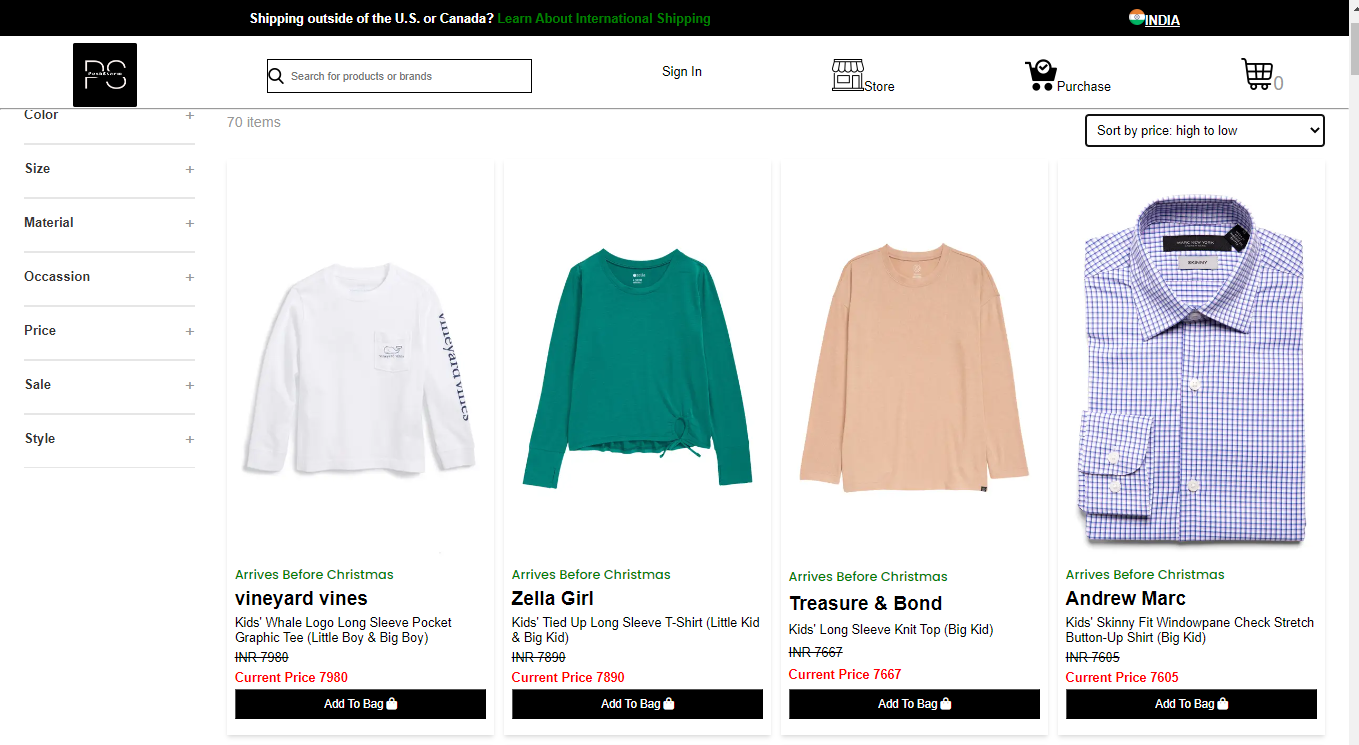 Shipping outside of the U.S. or Canada? Learn About International Shipping
INDIA
PS
Search for products or brands
Sign In
Store
Purchase
0
Color +
70 items
Sort by price: high to low
Size +
Material +
Occassion +
Price +
Sale +
Style +
vineyard vines
MARC NEW YORK
SKINNY
Arrives Before Christmas
vineyard vines
Kids' Whale Logo Long Sleeve Pocket
Graphic Tee (Little Boy & Big Boy)
INR 7980
Current Price 7980
Add To Bag
Arrives Before Christmas
Zella Girl
Kids' Tied Up Long Sleeve T-Shirt (Little Kid
& Big Kid)
INR 7890
Current Price 7890
Add To Bag
Arrives Before Christmas
Treasure & Bond
Kids' Long Sleeve Knit Top (Big Kid)
INR 7667
Current Price 7667
Add To Bag
Arrives Before Christmas
Andrew Marc
Kids' Skinny Fit Windowpane Check Stretch
Button-Up Shirt (Big Kid)
INR 7605
Current Price 7605
Add To Bag